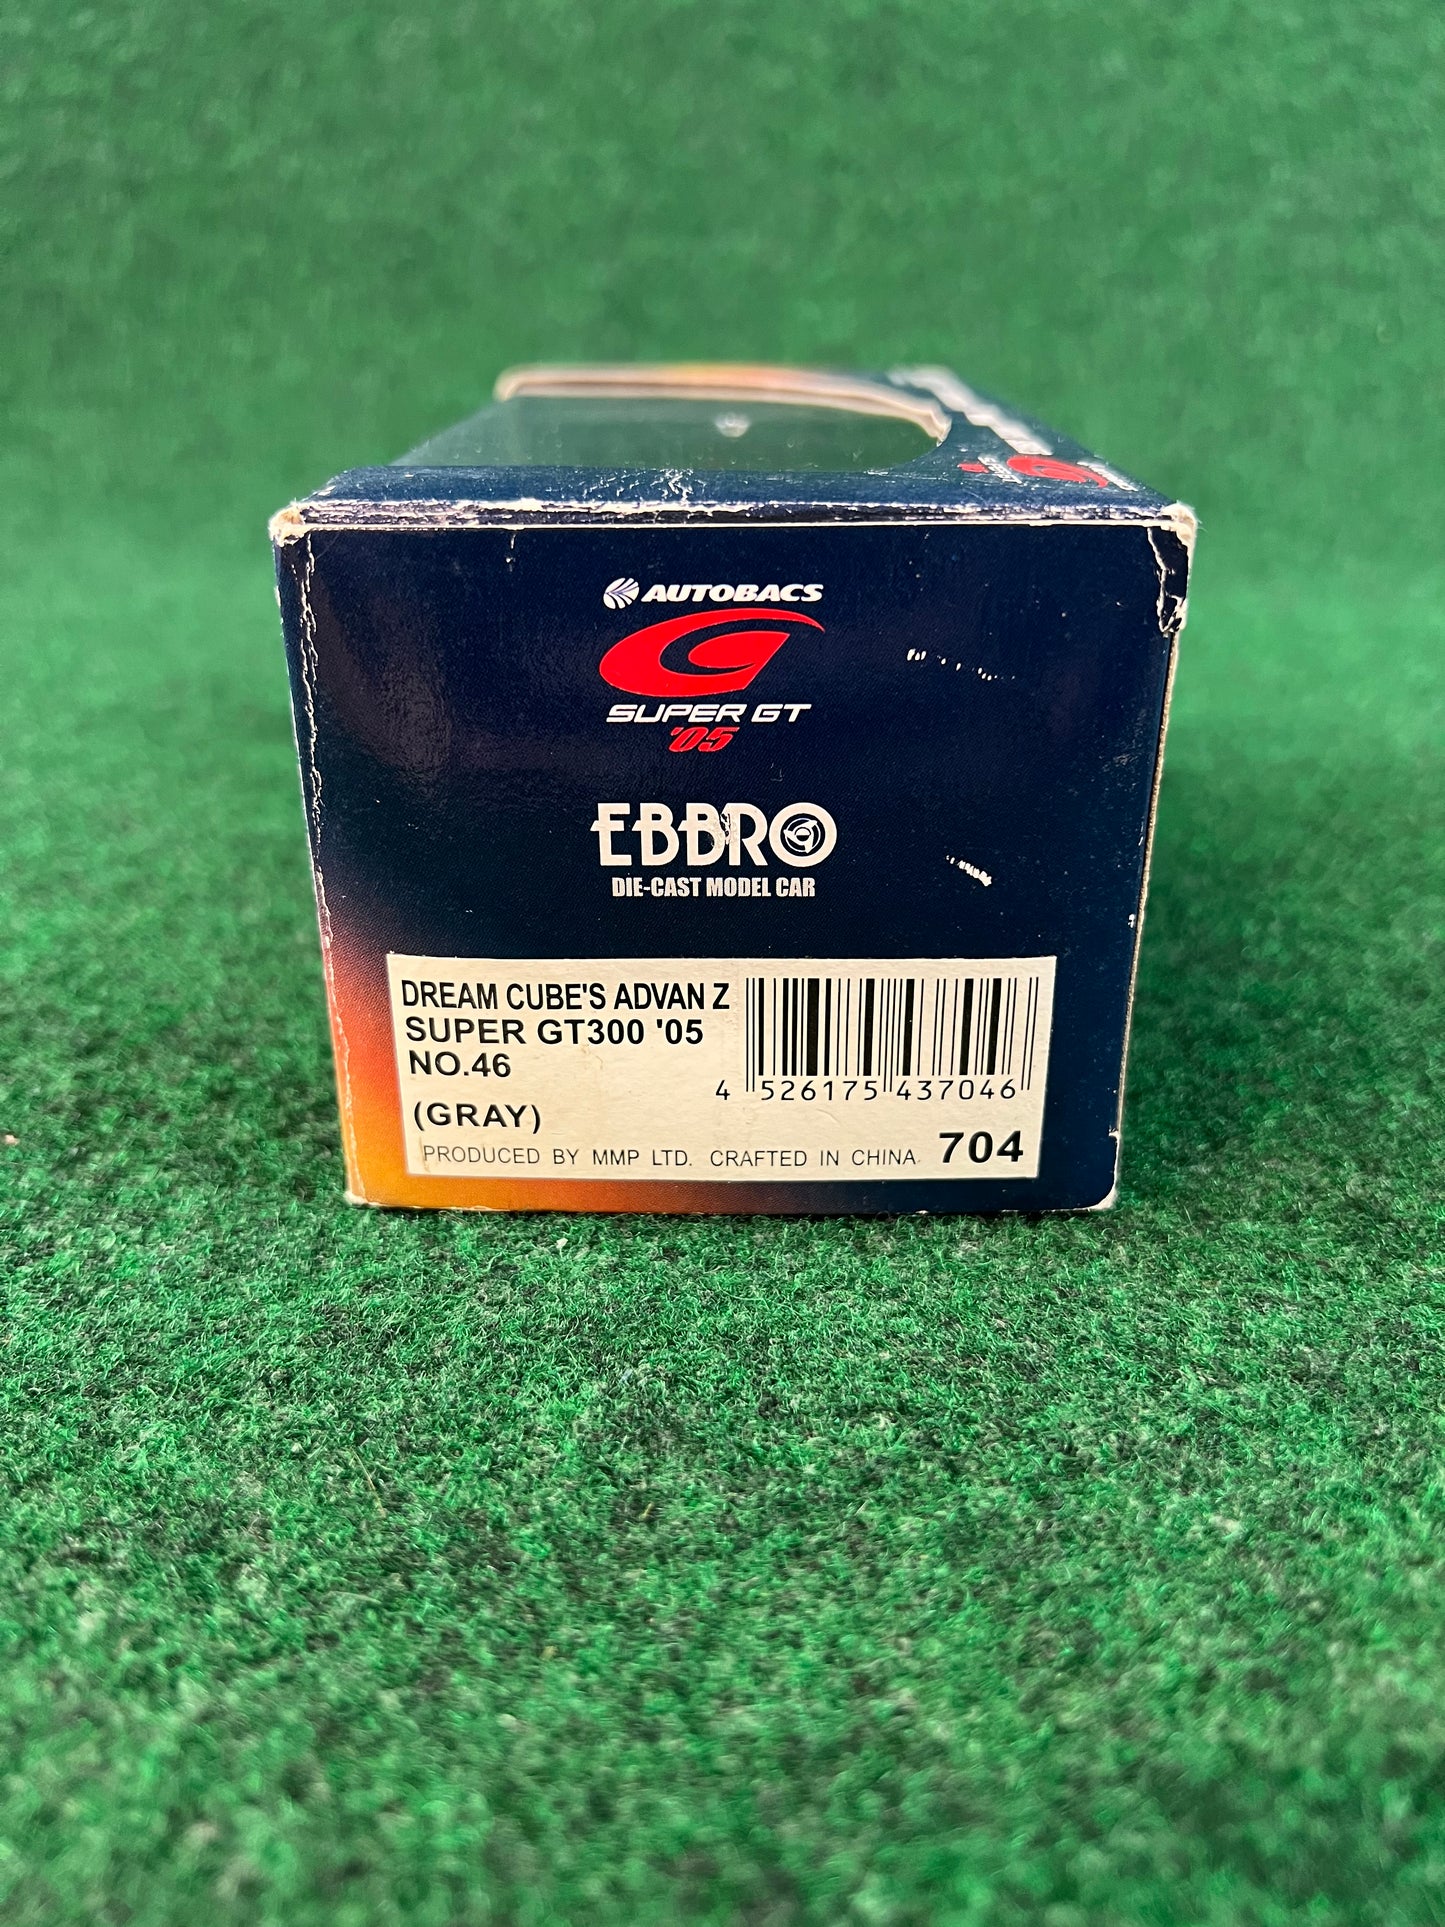 AUTOBACS
SUPER GT
'05
EBBRO
DIE-CAST MODEL CAR
DREAM CUBE'S ADVAN Z
SUPER GT300 '05
NO.46
(GRAY)
4 526175 437046
PRODUCED BY MMP LTD. CRAFTED IN CHINA. 704